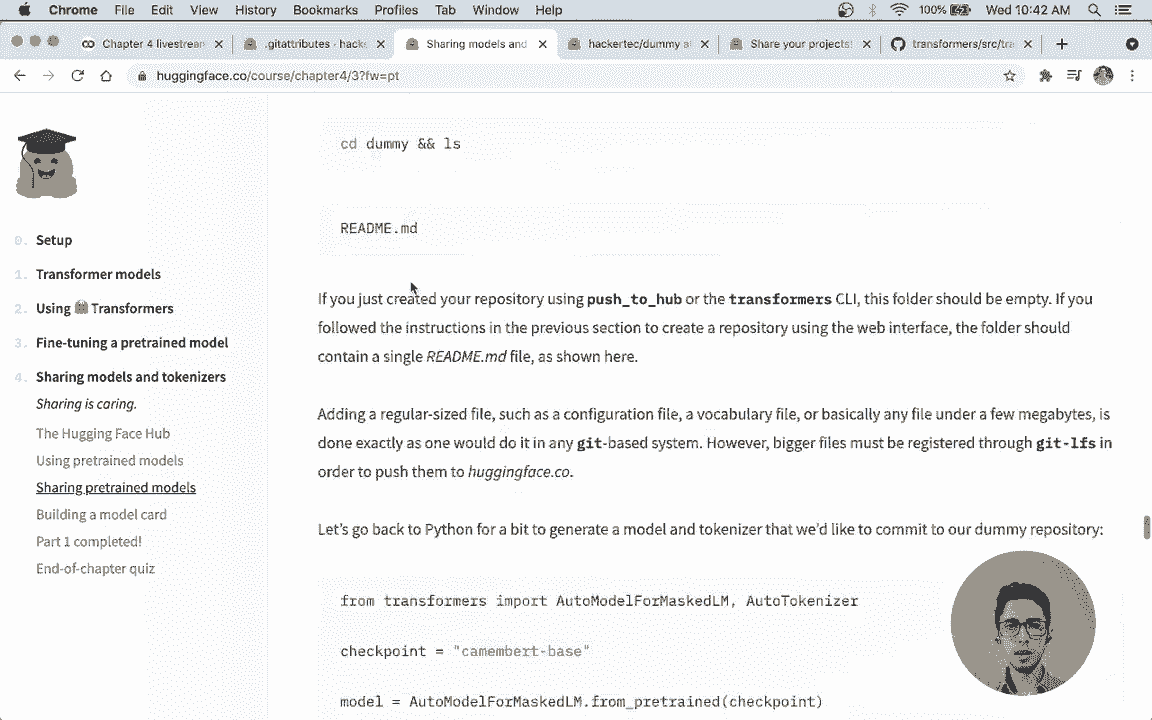 Chrome File Edit View History Bookmarks Profiles Tab Window Help 100% Wed 10:42 AM
Chapter 4 livestream .gitattributes · hacke Sharing models and hackertec/dummy at Share your projects! transformers/src/tra
huggingface.co/course/chapter4/3?fw=pt
cd dummy && ls
README.md
0. Setup
1. Transformer models
2. Using Transformers
3. Fine-tuning a pretrained model
4. Sharing models and tokenizers
Sharing is caring.
The Hugging Face Hub
Using pretrained models
Sharing pretrained models
Building a model card
Part 1 completed!
End-of-chapter quiz
If you just created your repository using push_to_hub or the transformers CLI, this folder should be empty. If you
followed the instructions in the previous section to create a repository using the web interface, the folder should
contain a single README.md file, as shown here.
Adding a regular-sized file, such as a configuration file, a vocabulary file, or basically any file under a few megabytes, is
done exactly as one would do it in any git-based system. However, bigger files must be registered through git-lfs in
order to push them to huggingface.co.
Let's go back to Python for a bit to generate a model and tokenizer that we'd like to commit to our dummy repository:
from transformers import AutoModelForMaskedLM, AutoTokenizer
checkpoint = "camembert-base"
model = AutoModelForMaskedLM.from_pretrained(checkpoint)